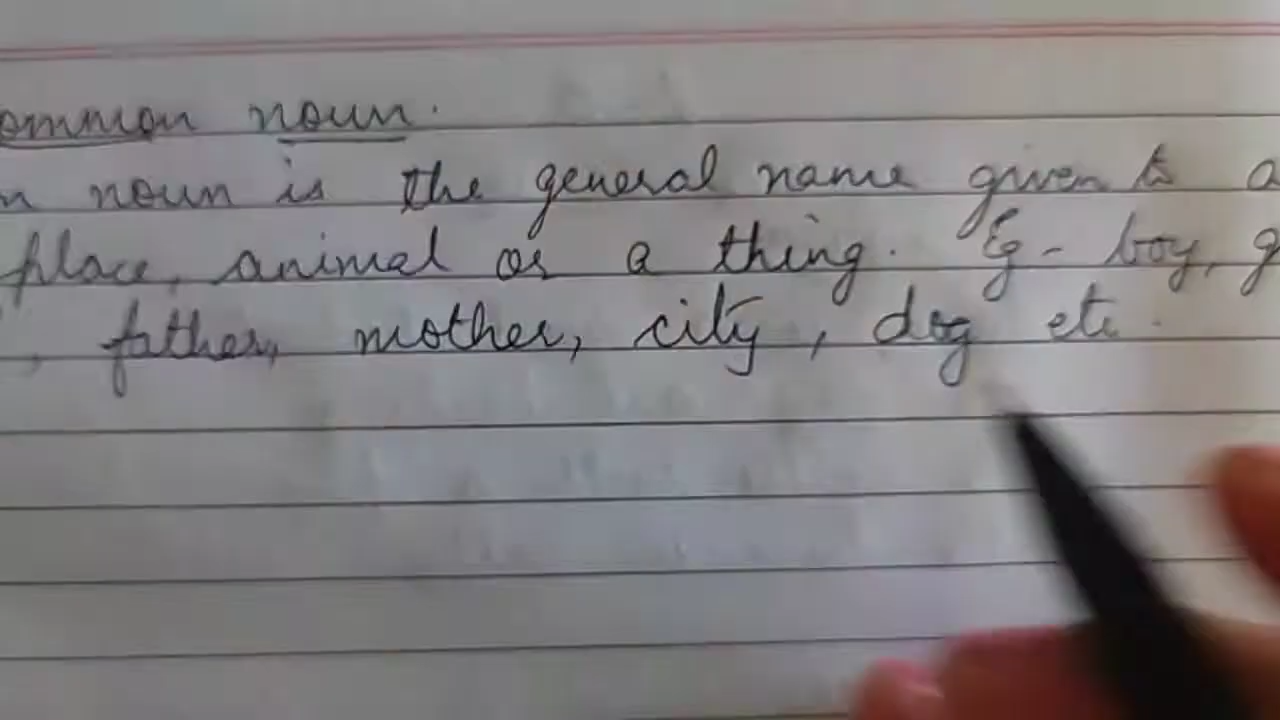 ommon noun.
n noun is the general name given to a
place, animal or a thing. Eg - boy, g
, father, mother, city, dog etc.